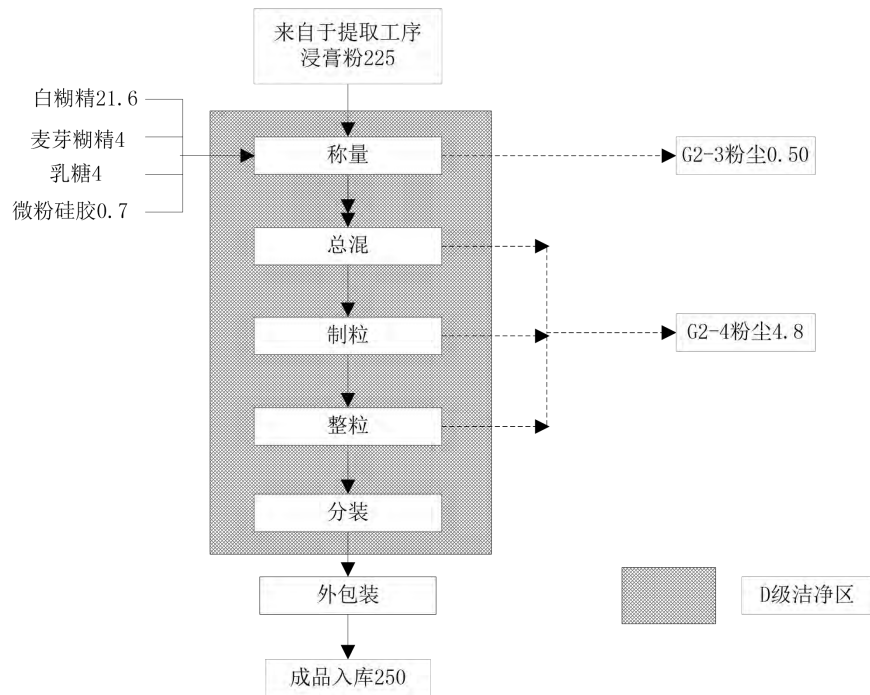 来自于提取工序
浸膏粉225
白糊精21.6
麦芽糊精4
乳糖4
微粉硅胶0.7
称量
G2-3粉尘0.50
总混
制粒
G2-4粉尘4.8
整粒
分装
外包装
D级洁净区
成品入库250